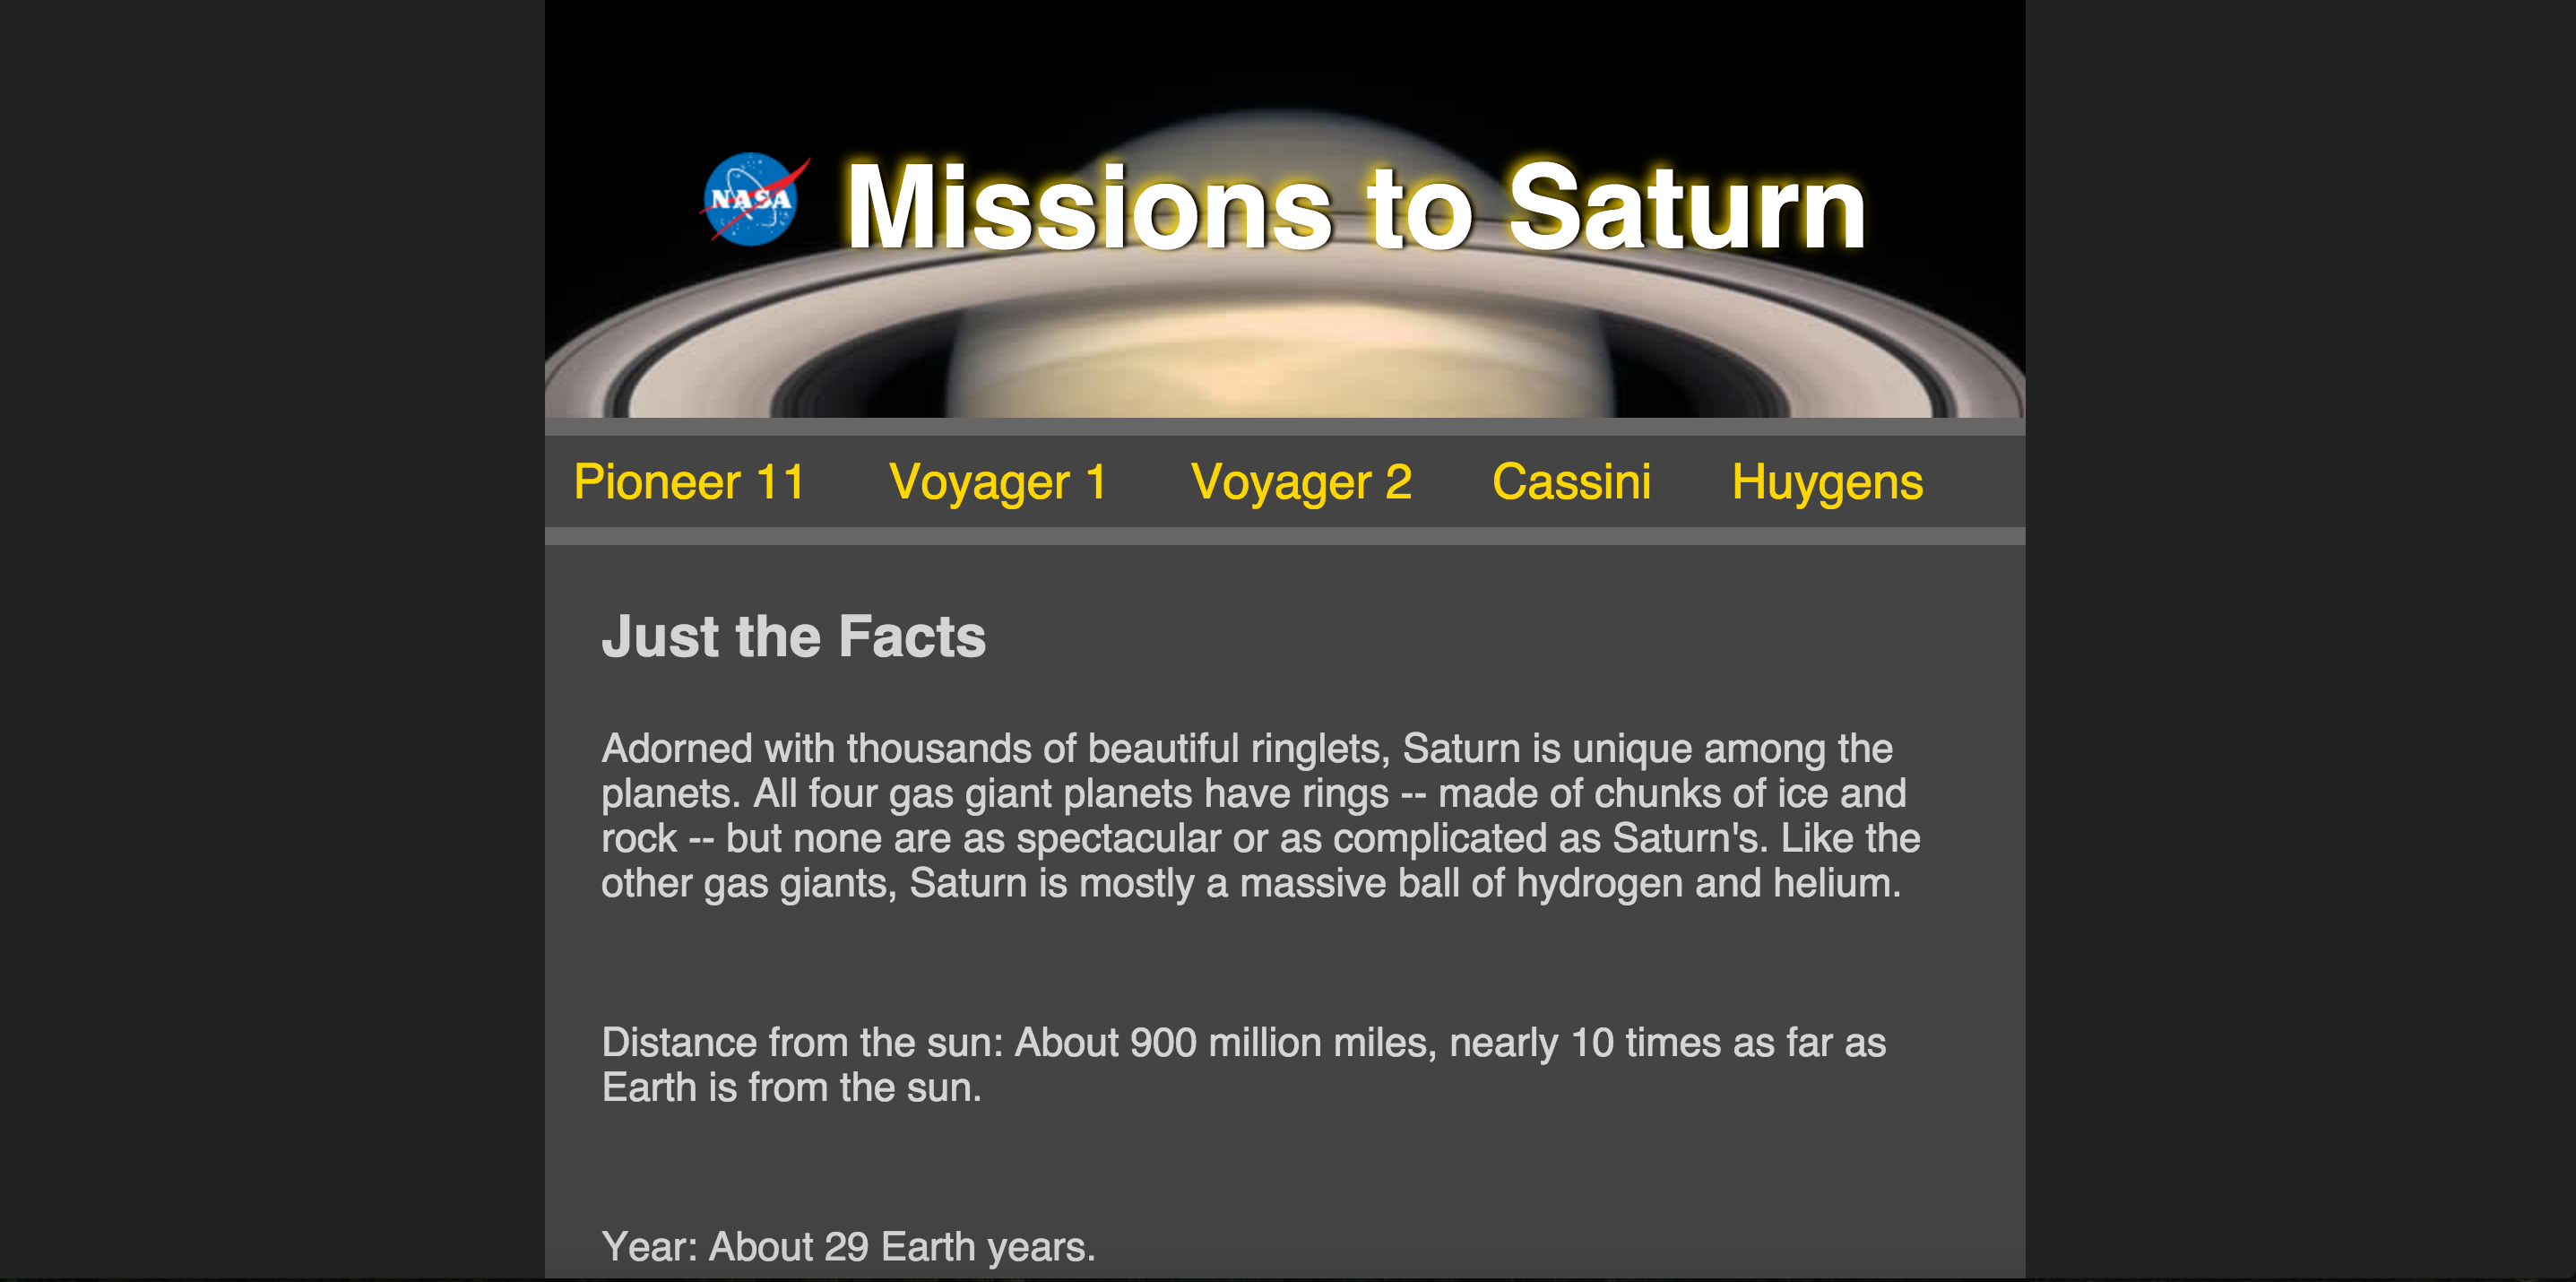 NASA
Missions to Saturn
Pioneer 11 Voyager 1 Voyager 2 Cassini Huygens
Just the Facts
Adorned with thousands of beautiful ringlets, Saturn is unique among the
planets. All four gas giant planets have rings -- made of chunks of ice and
rock -- but none are as spectacular or as complicated as Saturn's. Like the
other gas giants, Saturn is mostly a massive ball of hydrogen and helium.
Distance from the sun: About 900 million miles, nearly 10 times as far as
Earth is from the sun.
Year: About 29 Earth years.